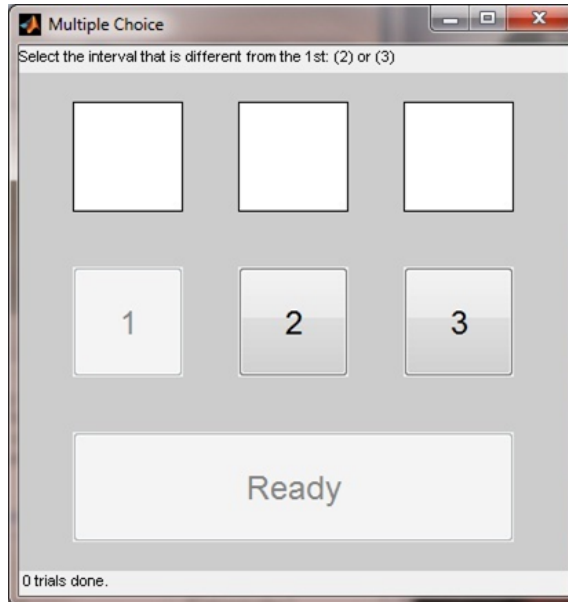 Multiple Choice
Select the interval that is different from the 1st: (2) or (3)
1 2 3
Ready
0 trials done.